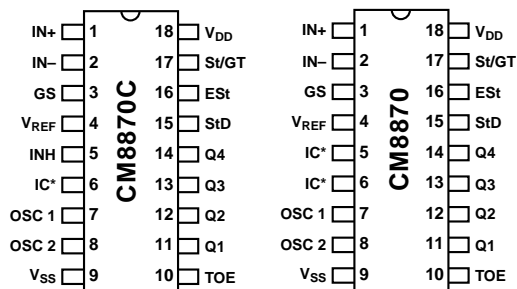 IN+ 1 18 VDD
IN– 2 17 St/GT
GS 3 16 ESt
VREF 4 15 StD
INH 5 14 Q4
IC* 6 13 Q3
OSC 1 7 12 Q2
OSC 2 8 11 Q1
VSS 9 10 TOE
CM8870C
IN+ 1 18 VDD
IN– 2 17 St/GT
GS 3 16 ESt
VREF 4 15 StD
IC* 5 14 Q4
IC* 6 13 Q3
OSC 1 7 12 Q2
OSC 2 8 11 Q1
VSS 9 10 TOE
CM8870